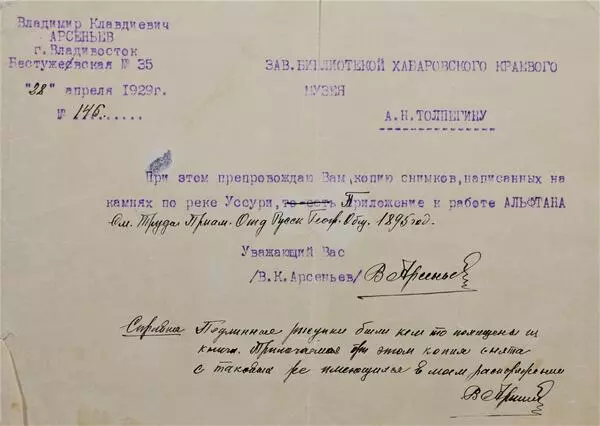 Владимир Клавдиевич
АРСЕНЬЕВ
г.Владивосток
Бестужевская № 35
"28" апреля 1929г.
№ 146......
ЗАВ.БИБЛИОТЕКОЙ ХАБАРОВСКОГО КРАЕВОГО
МУЗЕЯ
А.Н.ТОЛПЕГИНУ
При этом препровождаю Вам, копию снимков, написанных на
камнях по реке Уссури, то есть Приложение к работе АЛЬФТАНА
См. Труды Приам. Отд Русск Геогр. Общ. 1895 год.
Уважающий Вас
/В.К.Арсеньев/ В Арсеньев
Справка Подлинные рисунки были кем то похищены из
книги. Прилагаемая при этом копия снята
с таковых же имеющихся в моем распоряжении
В Арсеньев